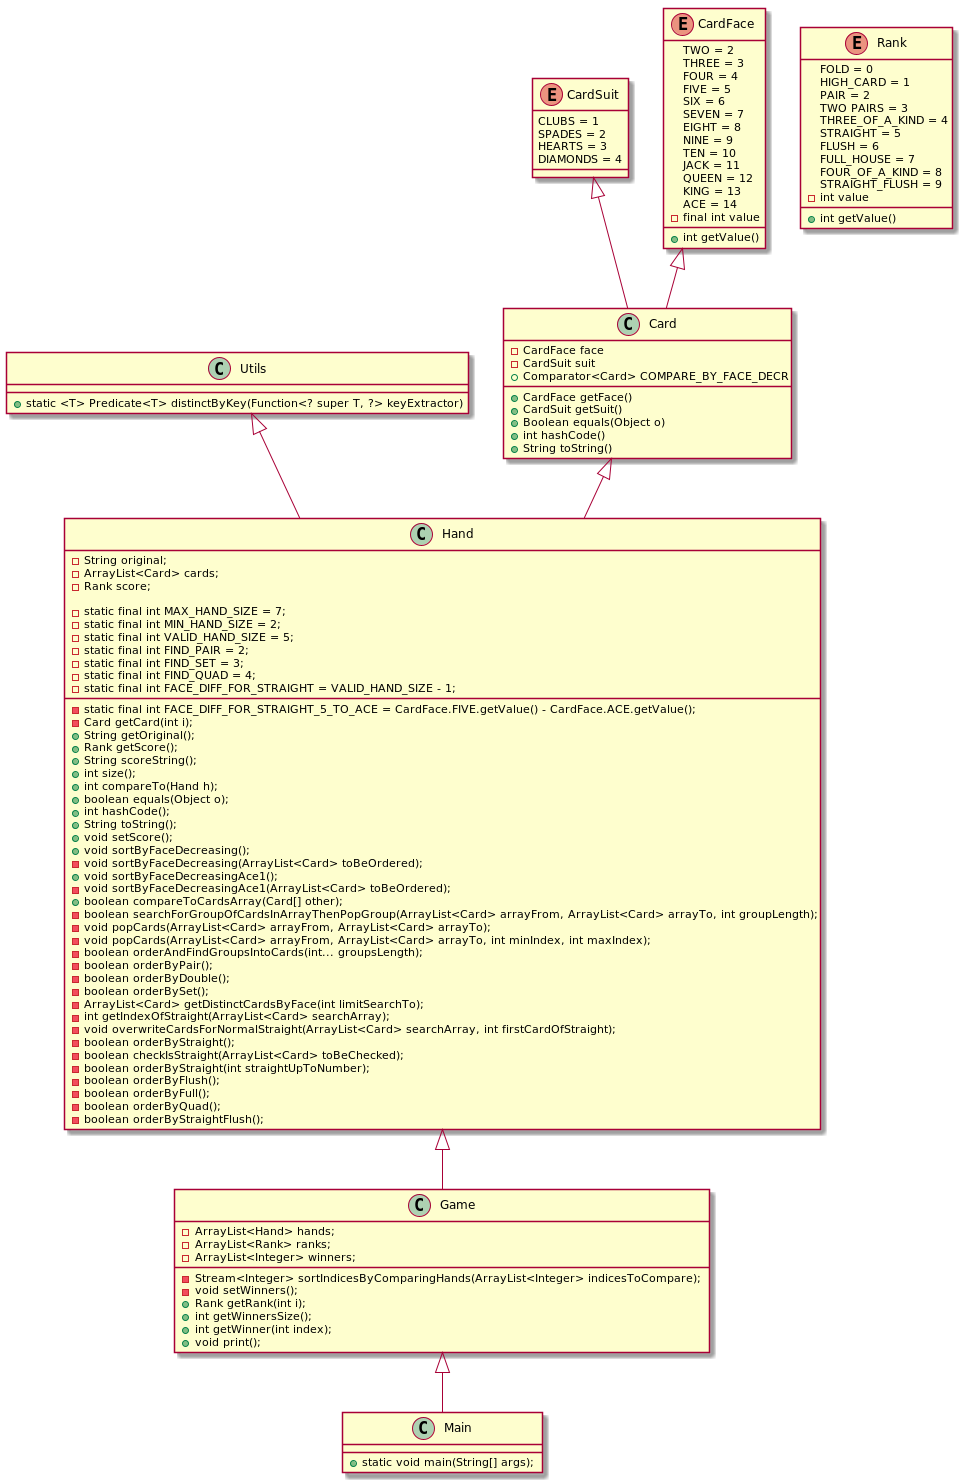 E CardFace
TWO = 2
THREE = 3
FOUR = 4
FIVE = 5
SIX = 6
SEVEN = 7
EIGHT = 8
NINE = 9
TEN = 10
JACK = 11
QUEEN = 12
KING = 13
ACE = 14
final int value
int getValue()
E Rank
FOLD = 0
HIGH_CARD = 1
PAIR = 2
TWO PAIRS = 3
THREE_OF_A_KIND = 4
STRAIGHT = 5
FLUSH = 6
FULL_HOUSE = 7
FOUR_OF_A_KIND = 8
STRAIGHT_FLUSH = 9
int value
int getValue()
E CardSuit
CLUBS = 1
SPADES = 2
HEARTS = 3
DIAMONDS = 4
C Card
CardFace face
CardSuit suit
Comparator<Card> COMPARE_BY_FACE_DECR
CardFace getFace()
CardSuit getSuit()
Boolean equals(Object o)
int hashCode()
String toString()
C Utils
static <T> Predicate<T> distinctByKey(Function<? super T, ?> keyExtractor)
C Hand
String original;
ArrayList<Card> cards;
Rank score;
static final int MAX_HAND_SIZE = 7;
static final int MIN_HAND_SIZE = 2;
static final int VALID_HAND_SIZE = 5;
static final int FIND_PAIR = 2;
static final int FIND_SET = 3;
static final int FIND_QUAD = 4;
static final int FACE_DIFF_FOR_STRAIGHT = VALID_HAND_SIZE - 1;
static final int FACE_DIFF_FOR_STRAIGHT_5_TO_ACE = CardFace.FIVE.getValue() - CardFace.ACE.getValue();
Card getCard(int i);
String getOriginal();
Rank getScore();
String scoreString();
int size();
int compareTo(Hand h);
boolean equals(Object o);
int hashCode();
String toString();
void setScore();
void sortByFaceDecreasing();
void sortByFaceDecreasing(ArrayList<Card> toBeOrdered);
void sortByFaceDecreasingAce1();
void sortByFaceDecreasingAce1(ArrayList<Card> toBeOrdered);
boolean compareToCardsArray(Card[] other);
boolean searchForGroupOfCardsInArrayThenPopGroup(ArrayList<Card> arrayFrom, ArrayList<Card> arrayTo, int groupLength);
void popCards(ArrayList<Card> arrayFrom, ArrayList<Card> arrayTo);
void popCards(ArrayList<Card> arrayFrom, ArrayList<Card> arrayTo, int minIndex, int maxIndex);
boolean orderAndFindGroupsIntoCards(int... groupsLength);
boolean orderByPair();
boolean orderByDouble();
boolean orderBySet();
ArrayList<Card> getDistinctCardsByFace(int limitSearchTo);
int getIndexOfStraight(ArrayList<Card> searchArray);
void overwriteCardsForNormalStraight(ArrayList<Card> searchArray, int firstCardOfStraight);
boolean orderByStraight();
boolean checkIsStraight(ArrayList<Card> toBeChecked);
boolean orderByStraight(int straightUpToNumber);
boolean orderByFlush();
boolean orderByFull();
boolean orderByQuad();
boolean orderByStraightFlush();
C Game
ArrayList<Hand> hands;
ArrayList<Rank> ranks;
ArrayList<Integer> winners;
Stream<Integer> sortIndicesByComparingHands(ArrayList<Integer> indicesToCompare);
void setWinners();
Rank getRank(int i);
int getWinnersSize();
int getWinner(int index);
void print();
C Main
static void main(String[] args);